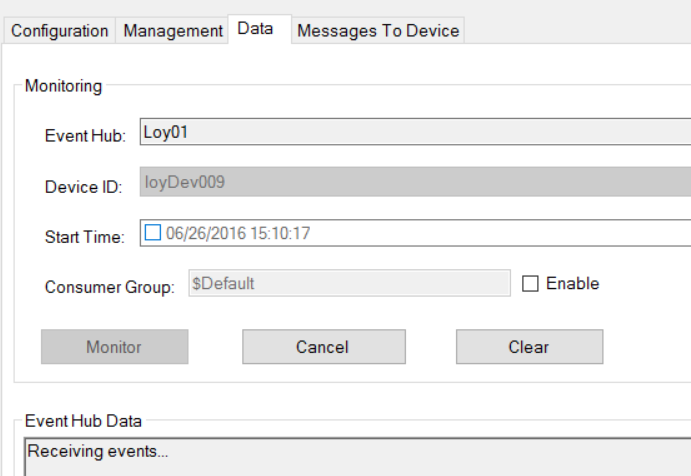 Configuration Management Data Messages To Device
Monitoring
Event Hub: Loy01
Device ID: loyDev009
Start Time: 06/26/2016 15:10:17
Consumer Group: $Default Enable
Monitor Cancel Clear
Event Hub Data
Receiving events...